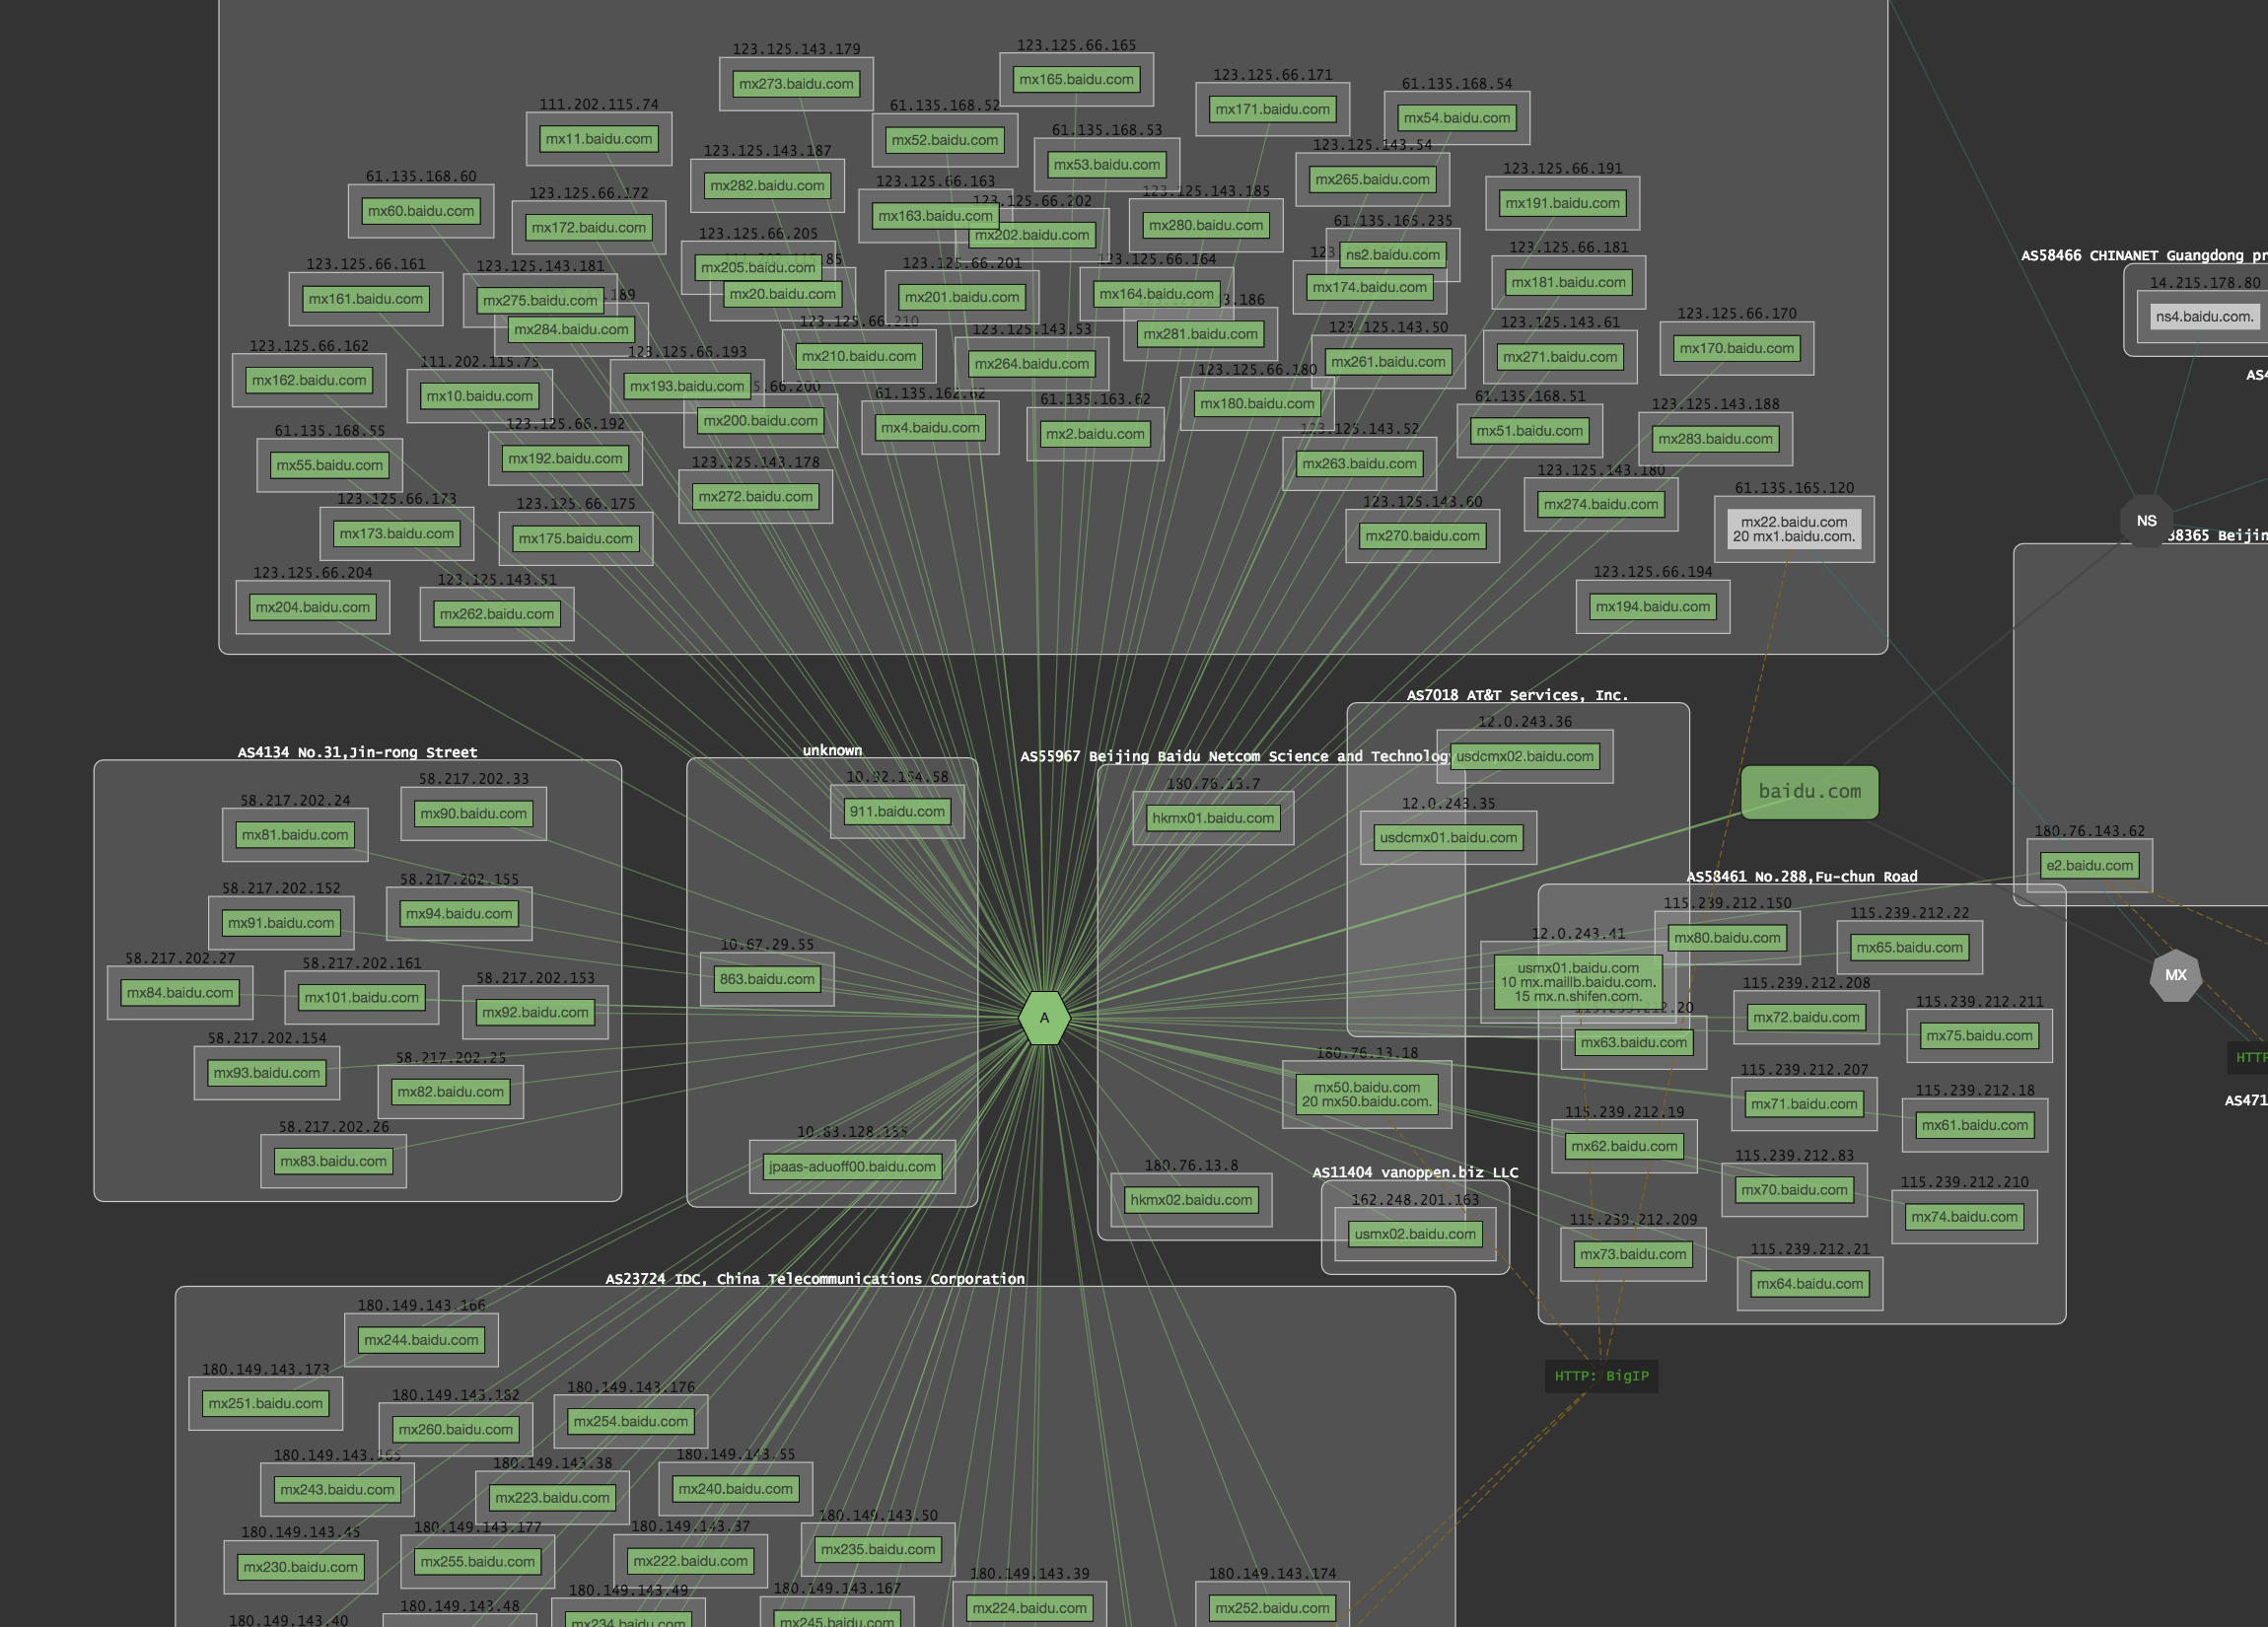 123.125.143.179
mx273.baidu.com
123.125.66.165
mx165.baidu.com
123.125.66.171
mx171.baidu.com
61.135.168.54
mx54.baidu.com
111.202.115.74
mx11.baidu.com
61.135.168.52
mx52.baidu.com
61.135.168.53
mx53.baidu.com
123.125.143.187
mx282.baidu.com
123.125.143.54
mx265.baidu.com
61.135.168.60
mx60.baidu.com
123.125.66.172
mx172.baidu.com
123.125.66.163
mx163.baidu.com
123.125.66.202
mx202.baidu.com
123.125.143.185
mx280.baidu.com
123.125.66.191
mx191.baidu.com
61.135.165.235
ns2.baidu.com
mx174.baidu.com
123.125.66.205
mx205.baidu.com
mx20.baidu.com
123.125.66.201
mx201.baidu.com
123.125.66.164
mx164.baidu.com
mx281.baidu.com
123.125.66.181
mx181.baidu.com
AS58466 CHINANET Guangdong pr
14.215.178.80
ns4.baidu.com.
123.125.66.161
mx161.baidu.com
123.125.143.181
mx275.baidu.com
mx284.baidu.com
123.125.66.210
mx210.baidu.com
123.125.143.53
mx264.baidu.com
123.125.143.50
mx261.baidu.com
123.125.143.61
mx271.baidu.com
123.125.66.170
mx170.baidu.com
123.125.66.162
mx162.baidu.com
111.202.115.75
mx10.baidu.com
123.125.66.193
mx193.baidu.com
mx200.baidu.com
61.135.162.62
mx4.baidu.com
61.135.163.62
mx2.baidu.com
123.125.66.180
mx180.baidu.com
61.135.168.51
mx51.baidu.com
123.125.143.188
mx283.baidu.com
AS4
61.135.168.55
mx55.baidu.com
123.125.66.192
mx192.baidu.com
123.125.143.178
mx272.baidu.com
123.125.143.52
mx263.baidu.com
123.125.143.180
mx274.baidu.com
61.135.165.120
mx22.baidu.com
20 mx1.baidu.com.
123.125.66.173
mx173.baidu.com
123.125.66.175
mx175.baidu.com
123.125.143.60
mx270.baidu.com
NS
8365 Beijin
123.125.66.204
mx204.baidu.com
123.125.143.51
mx262.baidu.com
123.125.66.194
mx194.baidu.com
AS4134 No.31,Jin-rong Street
58.217.202.33
mx90.baidu.com
58.217.202.24
mx81.baidu.com
58.217.202.152
mx91.baidu.com
58.217.202.155
mx94.baidu.com
58.217.202.27
mx84.baidu.com
58.217.202.161
mx101.baidu.com
58.217.202.153
mx92.baidu.com
58.217.202.154
mx93.baidu.com
58.217.202.25
mx82.baidu.com
58.217.202.26
mx83.baidu.com
unknown
10.92.154.58
911.baidu.com
10.67.29.55
863.baidu.com
jpaas-aduoff00.baidu.com
A
AS55967 Beijing Baidu Netcom Science and Technolog
180.76.13.7
hkmx01.baidu.com
180.76.13.18
mx50.baidu.com
20 mx50.baidu.com.
180.76.13.8
hkmx02.baidu.com
AS7018 AT&T Services, Inc.
12.0.243.36
usdcmx02.baidu.com
12.0.243.35
usdcmx01.baidu.com
12.0.243.41
usmx01.baidu.com
10 mx.maillb.baidu.com.
15 mx.n.shifen.com.
AS11404 vanoppen.biz LLC
162.248.201.163
usmx02.baidu.com
baidu.com
180.76.143.62
e2.baidu.com
MX
HTTP
AS471
AS58461 No.288,Fu-chun Road
115.239.212.150
mx80.baidu.com
115.239.212.22
mx65.baidu.com
115.239.212.208
mx72.baidu.com
115.239.212.211
mx75.baidu.com
115.239.212.20
mx63.baidu.com
115.239.212.207
mx71.baidu.com
115.239.212.18
mx61.baidu.com
115.239.212.19
mx62.baidu.com
115.239.212.83
mx70.baidu.com
115.239.212.210
mx74.baidu.com
115.239.212.209
mx73.baidu.com
115.239.212.21
mx64.baidu.com
HTTP: BigIP
AS23724 IDC, China Telecommunications Corporation
180.149.143.166
mx244.baidu.com
180.149.143.173
mx251.baidu.com
180.149.143.182
mx260.baidu.com
180.149.143.176
mx254.baidu.com
180.149.143.165
mx243.baidu.com
180.149.143.38
mx223.baidu.com
180.149.143.55
mx240.baidu.com
180.149.143.45
mx230.baidu.com
180.149.143.177
mx255.baidu.com
180.149.143.37
mx222.baidu.com
180.149.143.50
mx235.baidu.com
180.149.143.40
180.149.143.48
180.149.143.49
mx234.baidu.com
180.149.143.167
mx245.baidu.com
180.149.143.39
mx224.baidu.com
180.149.143.174
mx252.baidu.com